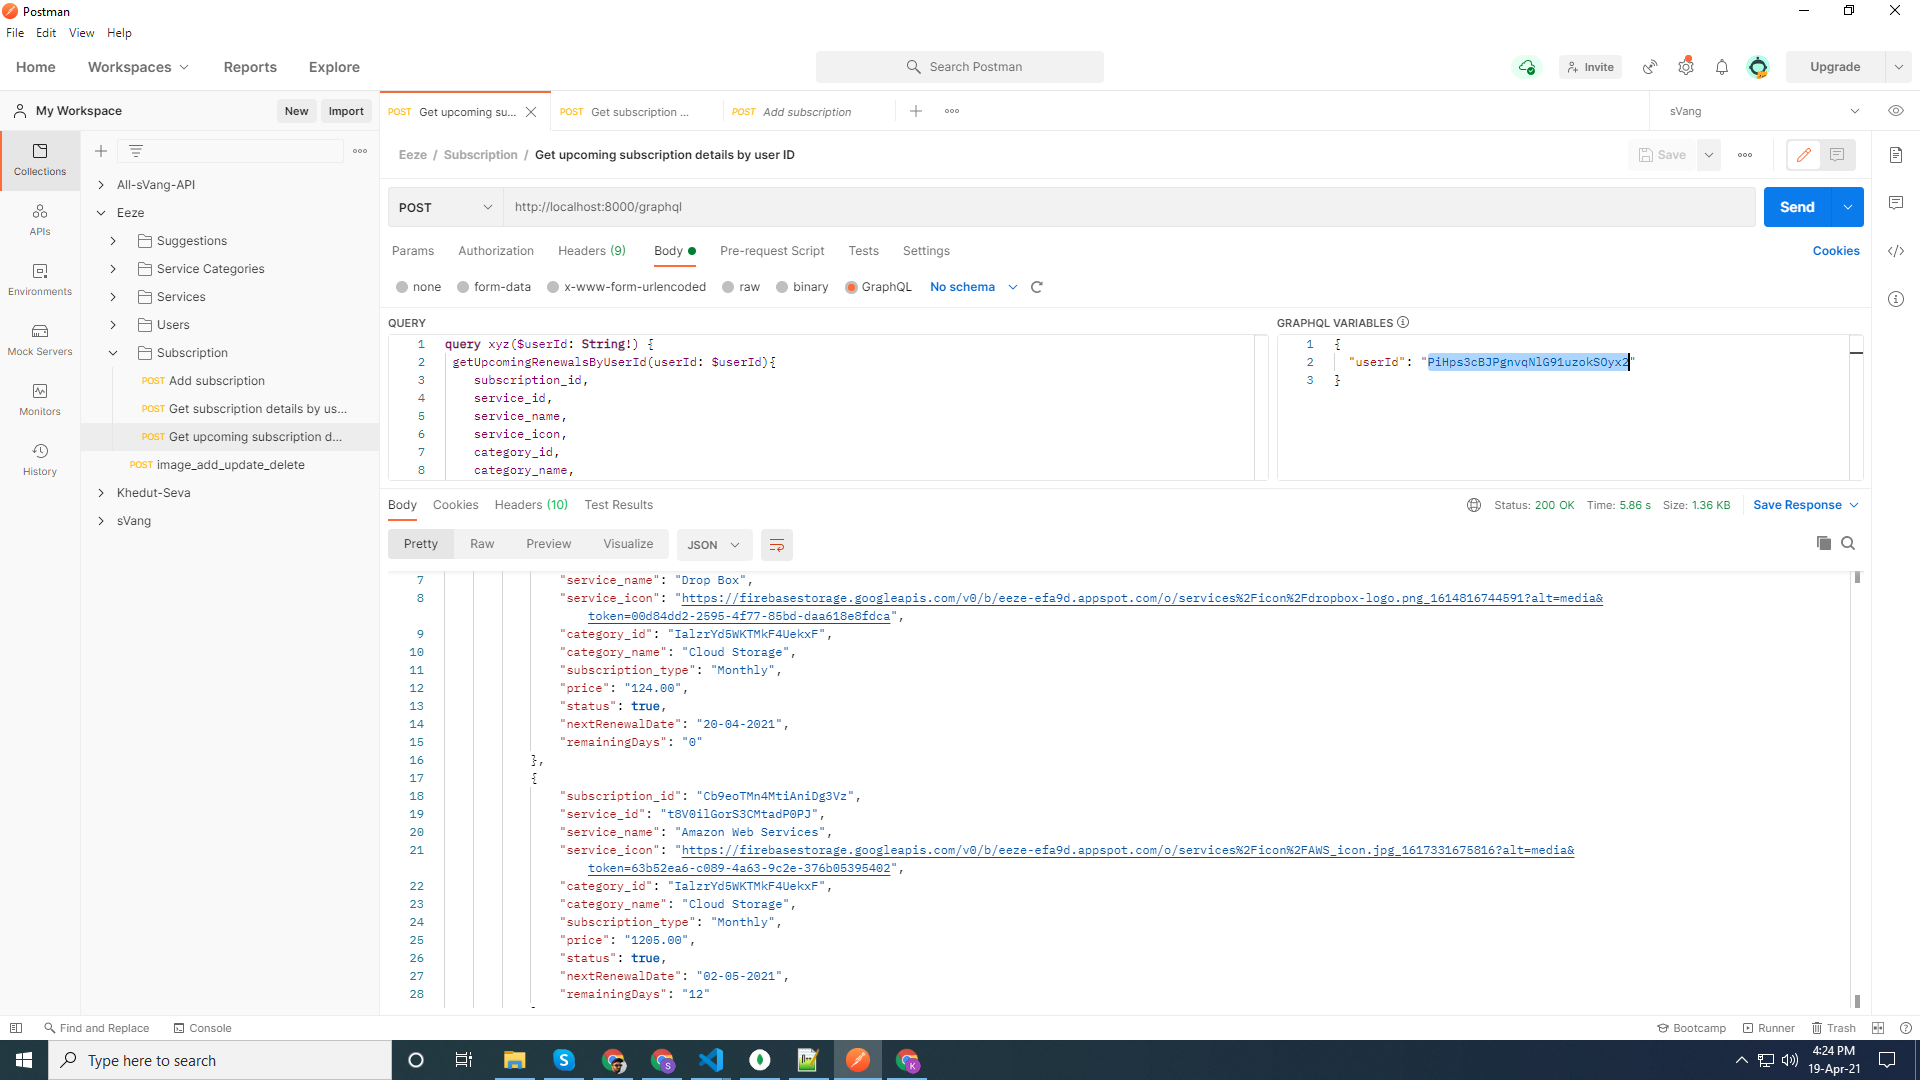 Postman
File Edit View Help
Home Workspaces Reports Explore
Search Postman
Invite
Upgrade
My Workspace
New Import
POST Get upcoming su...
POST Get subscription ...
POST Add subscription
sVang
Collections
APIs
Environments
Mock Servers
Monitors
History
All-sVang-API
Eeze
Suggestions
Service Categories
Services
Users
Subscription
POST Add subscription
POST Get subscription details by us...
POST Get upcoming subscription d...
POST image_add_update_delete
Khedut-Seva
sVang
Eeze / Subscription / Get upcoming subscription details by user ID
Save
POST http://localhost:8000/graphql
Send
Params Authorization Headers (9) Body Pre-request Script Tests Settings
Cookies
none form-data x-www-form-urlencoded raw binary GraphQL No schema
QUERY
1 query xyz($userId: String!) {
2 getUpcomingRenewalsByUserId(userId: $userId){
3 subscription_id,
4 service_id,
5 service_name,
6 service_icon,
7 category_id,
8 category_name,
GRAPHQL VARIABLES
1 {
2 "userId": "PiHps3cBJPgnvqNlG91uzokSOyx2"
3 }
Body Cookies Headers (10) Test Results
Status: 200 OK Time: 5.86 s Size: 1.36 KB Save Response
Pretty Raw Preview Visualize JSON
7 "service_name": "Drop Box",
8 "service_icon": "https://firebasestorage.googleapis.com/v0/b/eeze-efa9d.appspot.com/o/services%2Ficon%2Fdropbox-logo.png_1614816744591?alt=media&
token=00d84dd2-2595-4f77-85bd-daa618e8fdca",
9 "category_id": "IalzrYd5WKTMkF4UekxF",
10 "category_name": "Cloud Storage",
11 "subscription_type": "Monthly",
12 "price": "124.00",
13 "status": true,
14 "nextRenewalDate": "20-04-2021",
15 "remainingDays": "0"
16 },
17 {
18 "subscription_id": "Cb9eoTMn4MtiAniDg3Vz",
19 "service_id": "t8V0ilGorS3CMtadP0PJ",
20 "service_name": "Amazon Web Services",
21 "service_icon": "https://firebasestorage.googleapis.com/v0/b/eeze-efa9d.appspot.com/o/services%2Ficon%2FAWS_icon.jpg_1617331675816?alt=media&
token=63b52ea6-c089-4a63-9c2e-376b05395402",
22 "category_id": "IalzrYd5WKTMkF4UekxF",
23 "category_name": "Cloud Storage",
24 "subscription_type": "Monthly",
25 "price": "1205.00",
26 "status": true,
27 "nextRenewalDate": "02-05-2021",
28 "remainingDays": "12"
Find and Replace Console
Bootcamp Runner Trash
Type here to search
4:24 PM
19-Apr-21